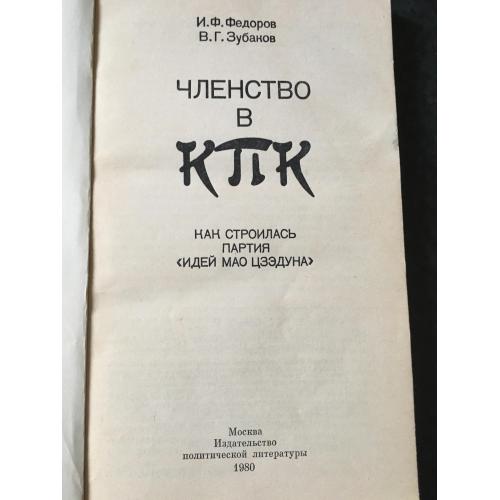 И.Ф.Федоров
В.Г.Зубаков
ЧЛЕНСТВО
В
КПК
КАК СТРОИЛАСЬ
ПАРТИЯ
«ИДЕЙ МАО ЦЗЭДУНА»
Москва
Издательство
политической литературы
1980